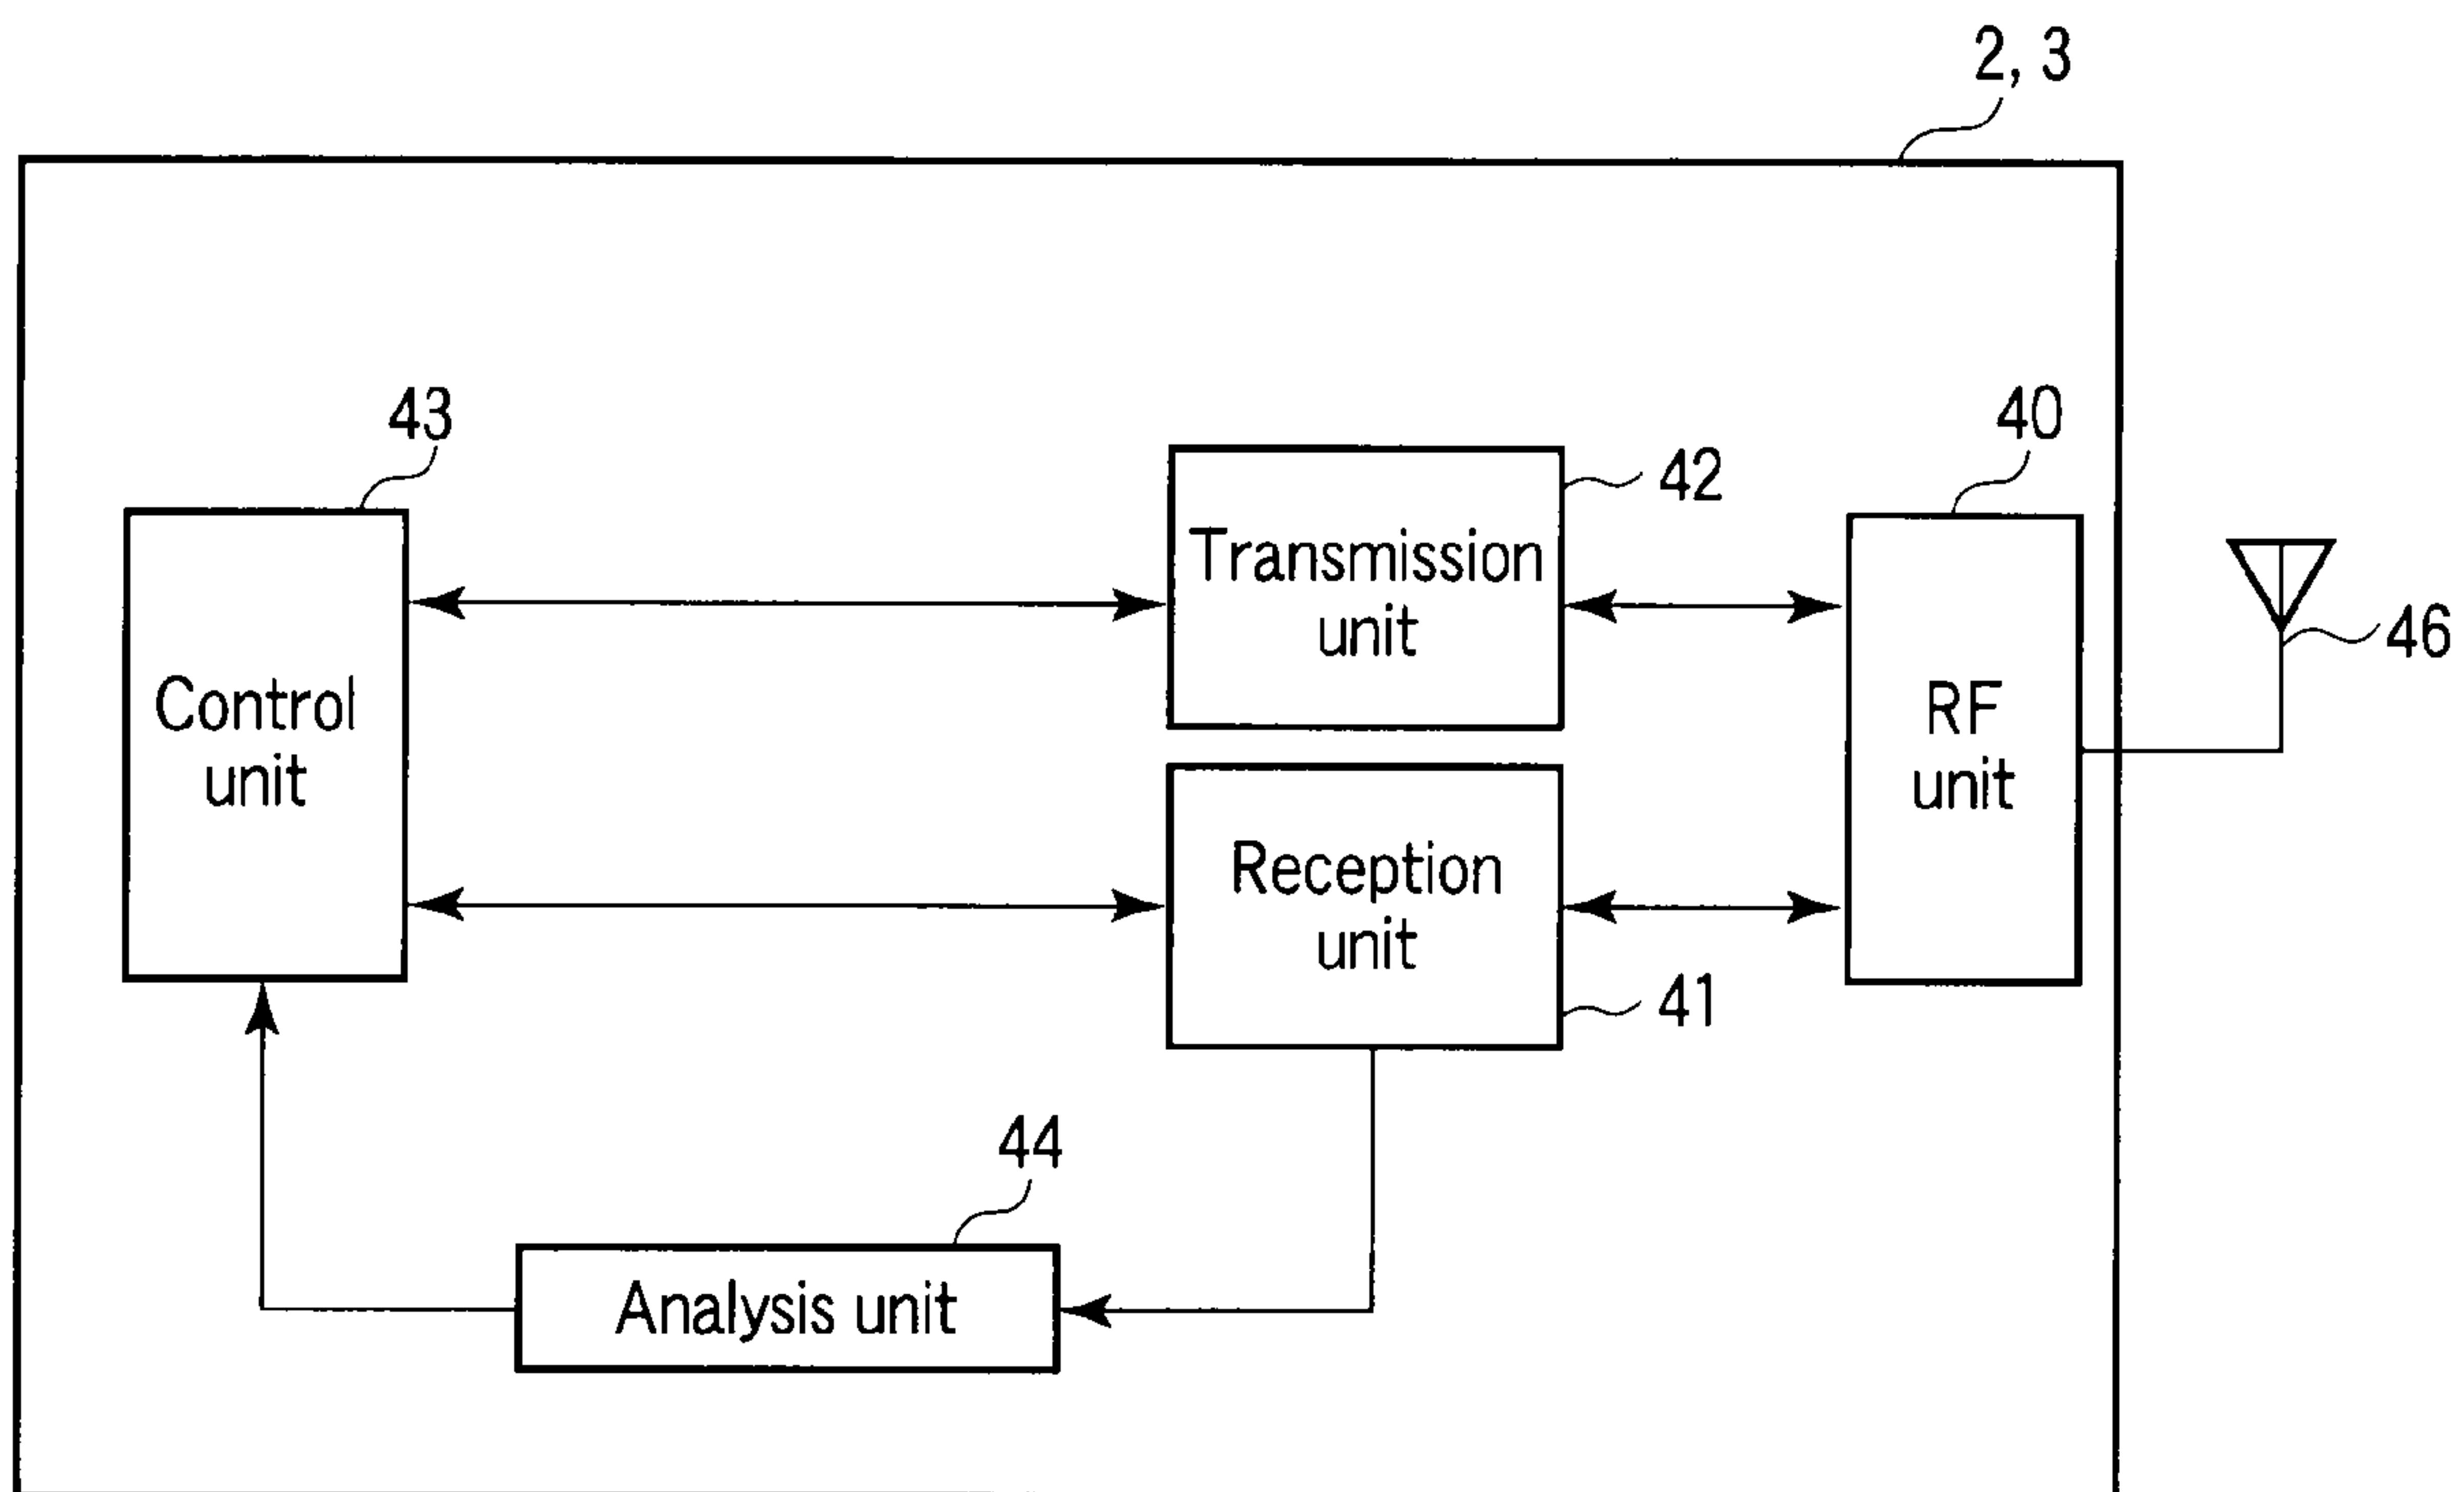 2, 3
43
42
40
Transmission
unit
46
Control
unit
RF
unit
Reception
unit
41
44
Analysis unit